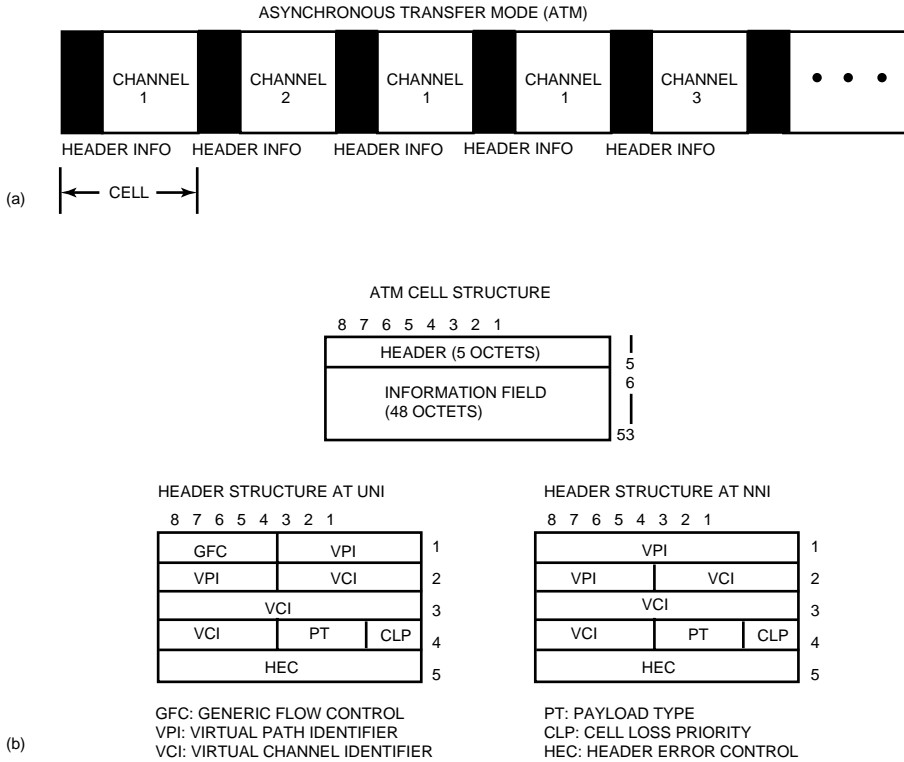 ASYNCHRONOUS TRANSFER MODE (ATM)
CHANNEL 1
CHANNEL 2
CHANNEL 1
CHANNEL 1
CHANNEL 3
• • •
HEADER INFO HEADER INFO HEADER INFO HEADER INFO HEADER INFO
(a)
CELL
ATM CELL STRUCTURE
8 7 6 5 4 3 2 1
HEADER (5 OCTETS)
5
6
INFORMATION FIELD
(48 OCTETS)
53
HEADER STRUCTURE AT UNI
8 7 6 5 4 3 2 1
GFC VPI 1
VPI VCI 2
VCI 3
VCI PT CLP 4
HEC 5
GFC: GENERIC FLOW CONTROL
VPI: VIRTUAL PATH IDENTIFIER
VCI: VIRTUAL CHANNEL IDENTIFIER
HEADER STRUCTURE AT NNI
8 7 6 5 4 3 2 1
VPI 1
VPI VCI 2
VCI 3
VCI PT CLP 4
HEC 5
PT: PAYLOAD TYPE
CLP: CELL LOSS PRIORITY
HEC: HEADER ERROR CONTROL
(b)